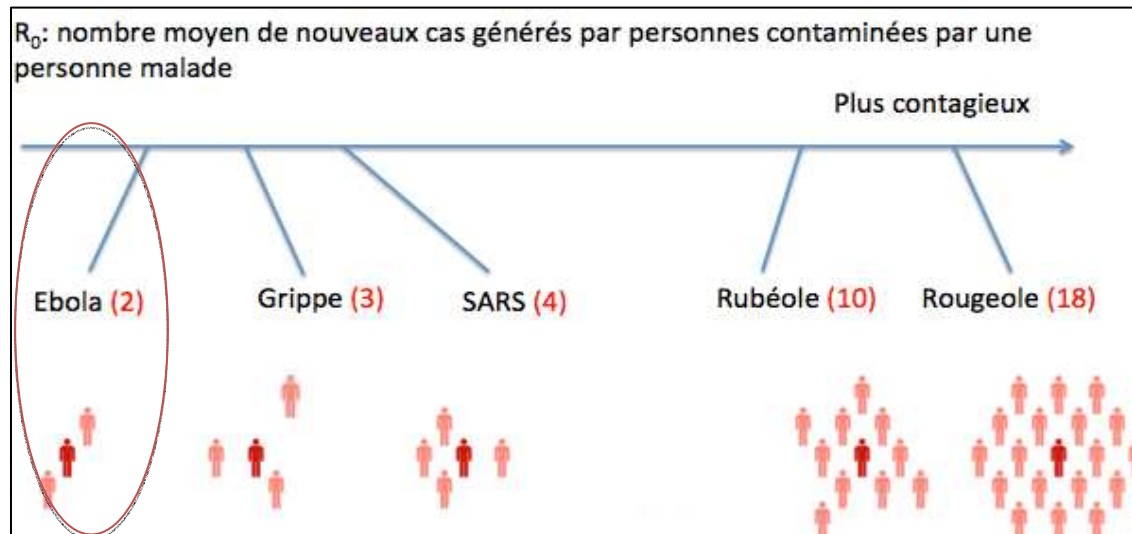 R₀: nombre moyen de nouveaux cas générés par personnes contaminées par une
personne malade
Plus contagieux
Ebola (2)
Grippe (3)
SARS (4)
Rubéole (10)
Rougeole (18)